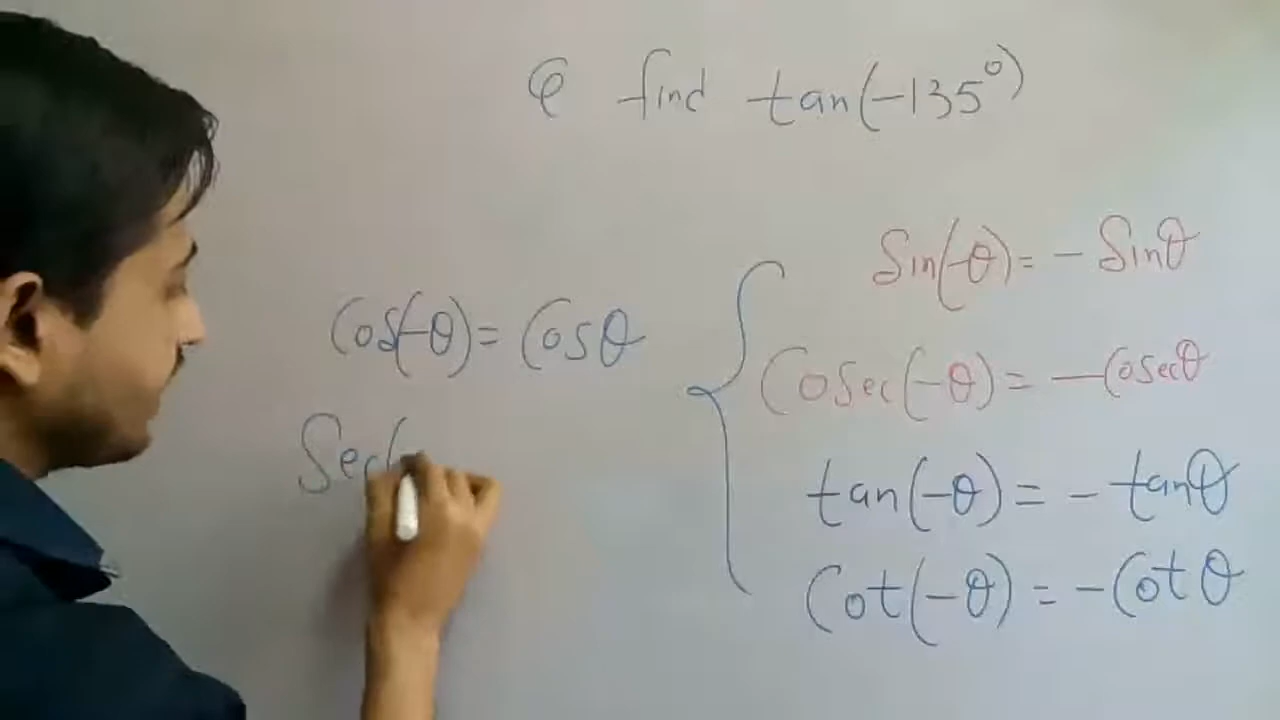 Q find tan(-135°)
Sin(-θ) = - Sinθ
Cos(-θ) = Cosθ
Cosec(-θ) = -Cosecθ
Sec(
tan(-θ) = - tanθ
Cot(-θ) = -Cotθ